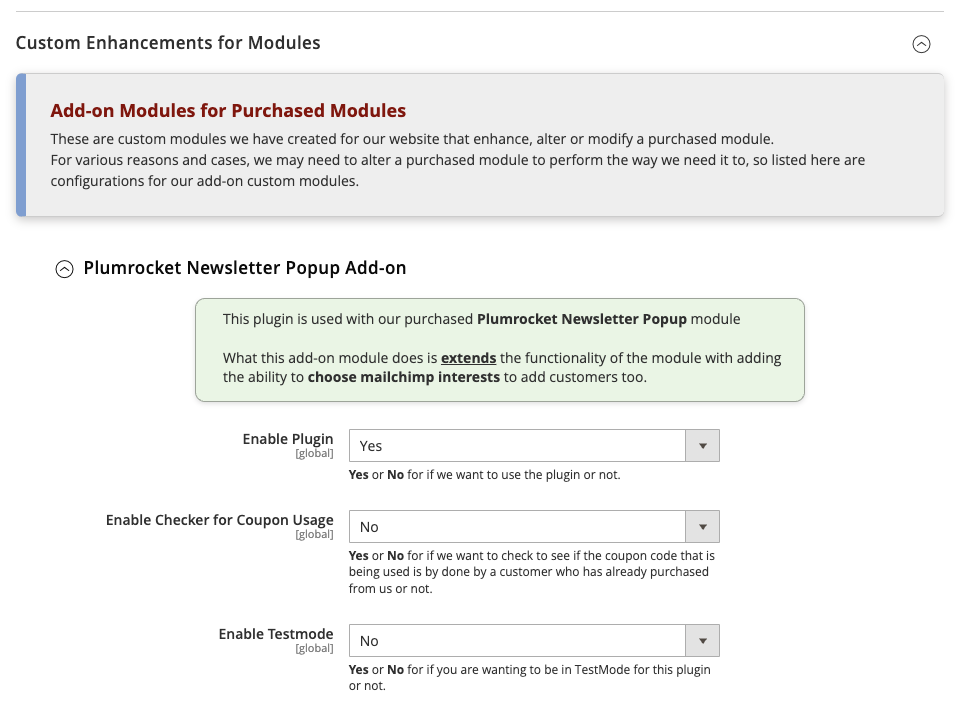 Custom Enhancements for Modules
Add-on Modules for Purchased Modules
These are custom modules we have created for our website that enhance, alter or modify a purchased module.
For various reasons and cases, we may need to alter a purchased module to perform the way we need it to, so listed here are
configurations for our add-on custom modules.
Plumrocket Newsletter Popup Add-on
This plugin is used with our purchased Plumrocket Newsletter Popup module
What this add-on module does is extends the functionality of the module with adding
the ability to choose mailchimp interests to add customers too.
Enable Plugin
[global]
Yes
Yes or No for if we want to use the plugin or not.
Enable Checker for Coupon Usage
[global]
No
Yes or No for if we want to check to see if the coupon code that is
being used is by done by a customer who has already purchased
from us or not.
Enable Testmode
[global]
No
Yes or No for if you are wanting to be in TestMode for this plugin
or not.